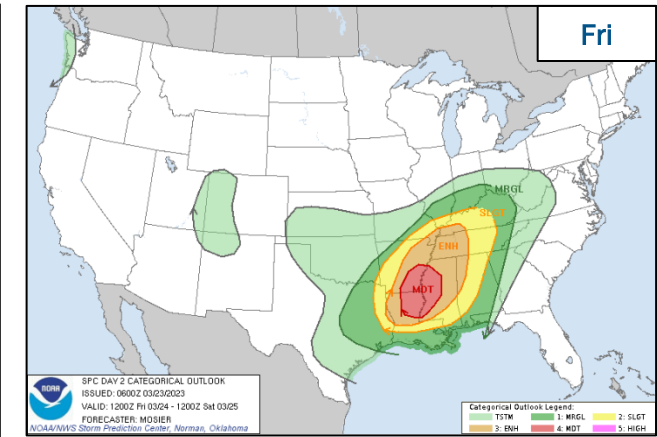 Fri
MRGL
SLGT
ENH
MDT
NOAA
SPC DAY 2 CATEGORICAL OUTLOOK
ISSUED: 0600Z 03/23/2023
VALID: 1200Z Fri 03/24 - 1200Z Sat 03/25
FORECASTER: MOSIER
NOAA/NWS Storm Prediction Center, Norman, Oklahoma
Categorical Outlook Legend:
TSTM 1: MRGL 2: SLGT
3: ENH 4: MDT 5: HIGH